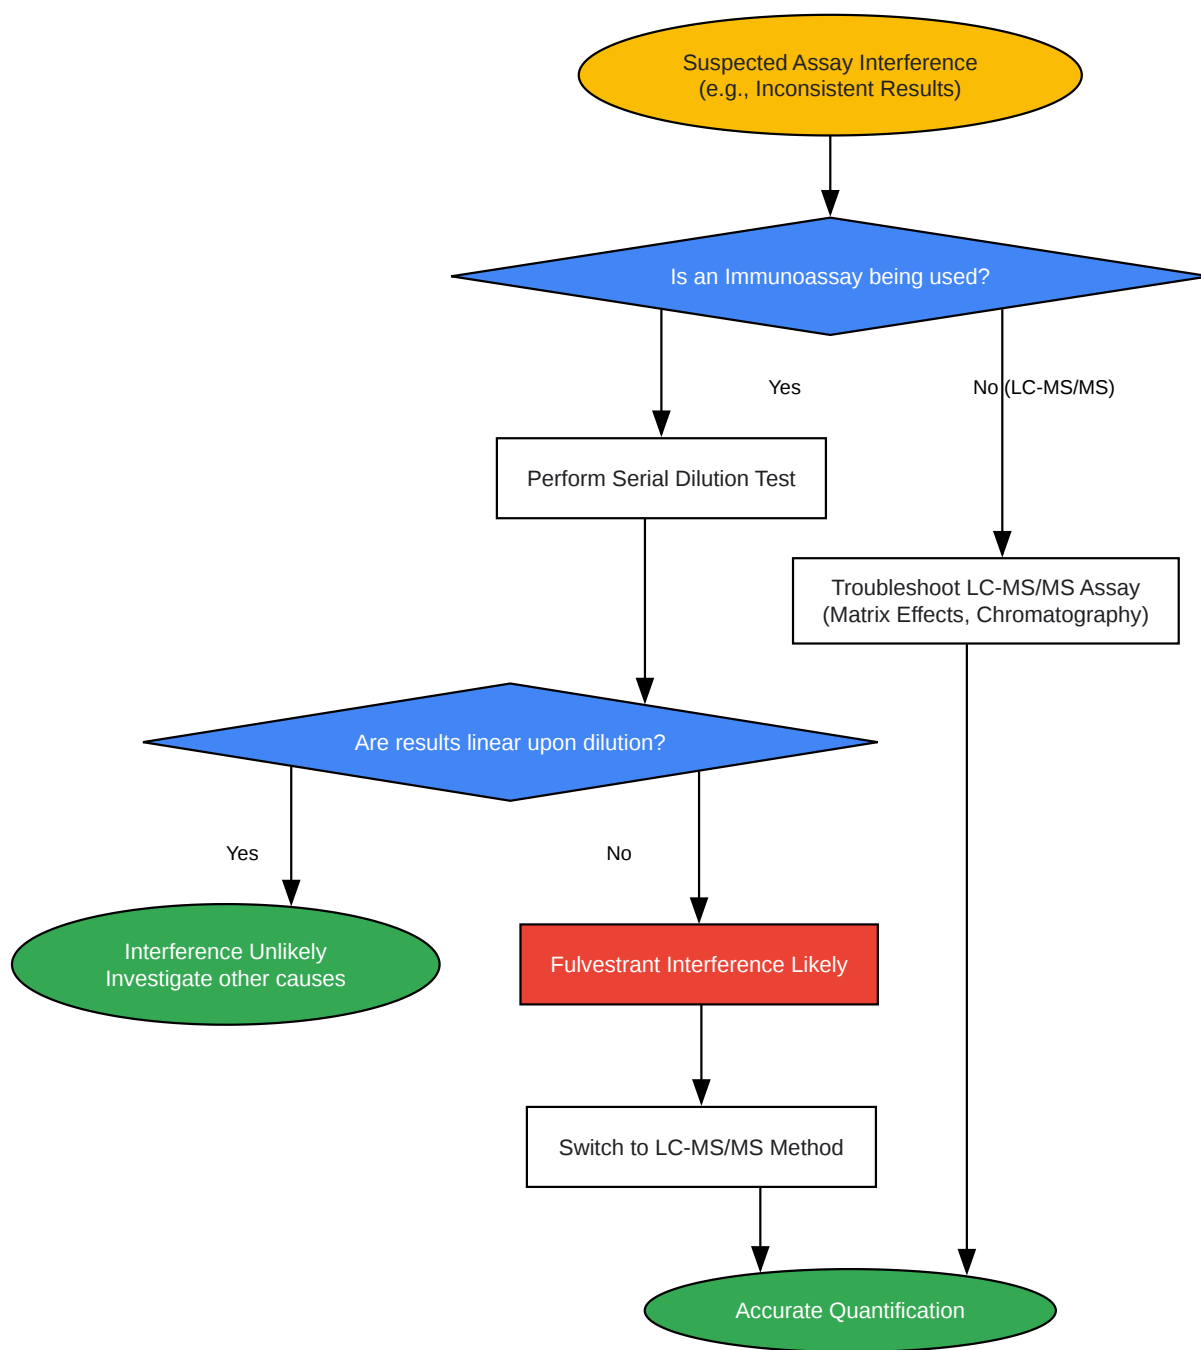 Suspected Assay Interference
(e.g., Inconsistent Results)
Is an Immunoassay being used?
Yes
No (LC-MS/MS)
Perform Serial Dilution Test
Troubleshoot LC-MS/MS Assay
(Matrix Effects, Chromatography)
Are results linear upon dilution?
Yes
No
Interference Unlikely
Investigate other causes
Fulvestrant Interference Likely
Switch to LC-MS/MS Method
Accurate Quantification